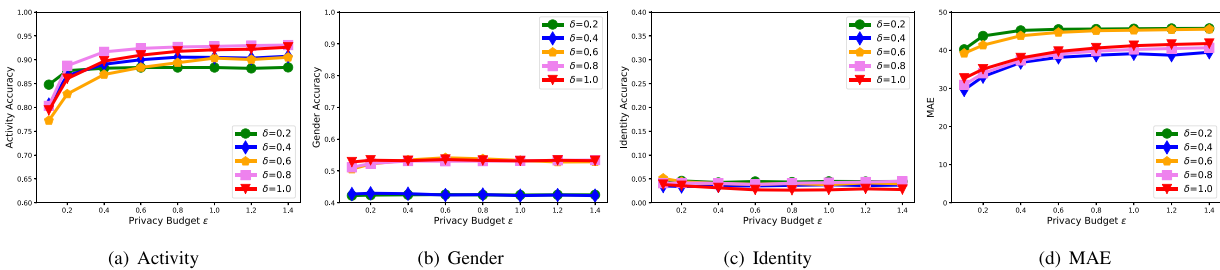 1.00
0.95
0.90
0.85
0.80
0.75
0.70
0.65
0.60
Activity Accuracy
0.2 0.4 0.6 0.8 1.0 1.2 1.4
Privacy Budget ε
δ=0.2
δ=0.4
δ=0.6
δ=0.8
δ=1.0
(a) Activity
1.0
0.9
0.8
0.7
0.6
0.5
0.4
Gender Accuracy
0.2 0.4 0.6 0.8 1.0 1.2 1.4
Privacy Budget ε
δ=0.2
δ=0.4
δ=0.6
δ=0.8
δ=1.0
(b) Gender
0.40
0.35
0.30
0.25
0.20
0.15
0.10
0.05
0.00
Identity Accuracy
0.2 0.4 0.6 0.8 1.0 1.2 1.4
Privacy Budget ε
δ=0.2
δ=0.4
δ=0.6
δ=0.8
δ=1.0
(c) Identity
50
40
30
20
10
0
MAE
0.2 0.4 0.6 0.8 1.0 1.2 1.4
Privacy Budget ε
δ=0.2
δ=0.4
δ=0.6
δ=0.8
δ=1.0
(d) MAE